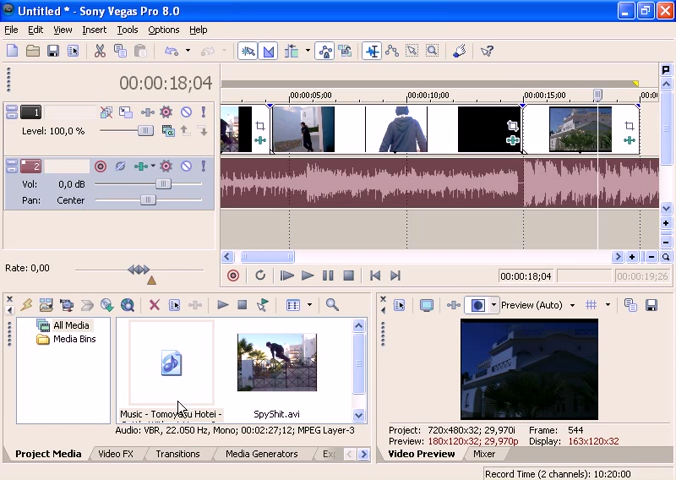 Untitled * - Sony Vegas Pro 8.0
File Edit View Insert Tools Options Help
00:00:18;04
00:00:05;00 00:00:10;00 00:00:15;00 00:00
1
Level: 100,0 %
2
Vol: 0,0 dB
Pan: Center
Rate: 0,00
00:00:18;04 00:00:19;26
Preview (Auto)
All Media
Media Bins
Music - Tomoyasu Hotei -
SpyShit.avi
Audio: VBR, 22.050 Hz, Mono; 00:02:27;12; MPEG Layer-3
Project: 720x480x32; 29,970i Frame: 544
Preview: 180x120x32; 29,970p Display: 163x120x32
Project Media Video FX Transitions Media Generators Ex
Video Preview Mixer
Record Time (2 channels): 10:20:00